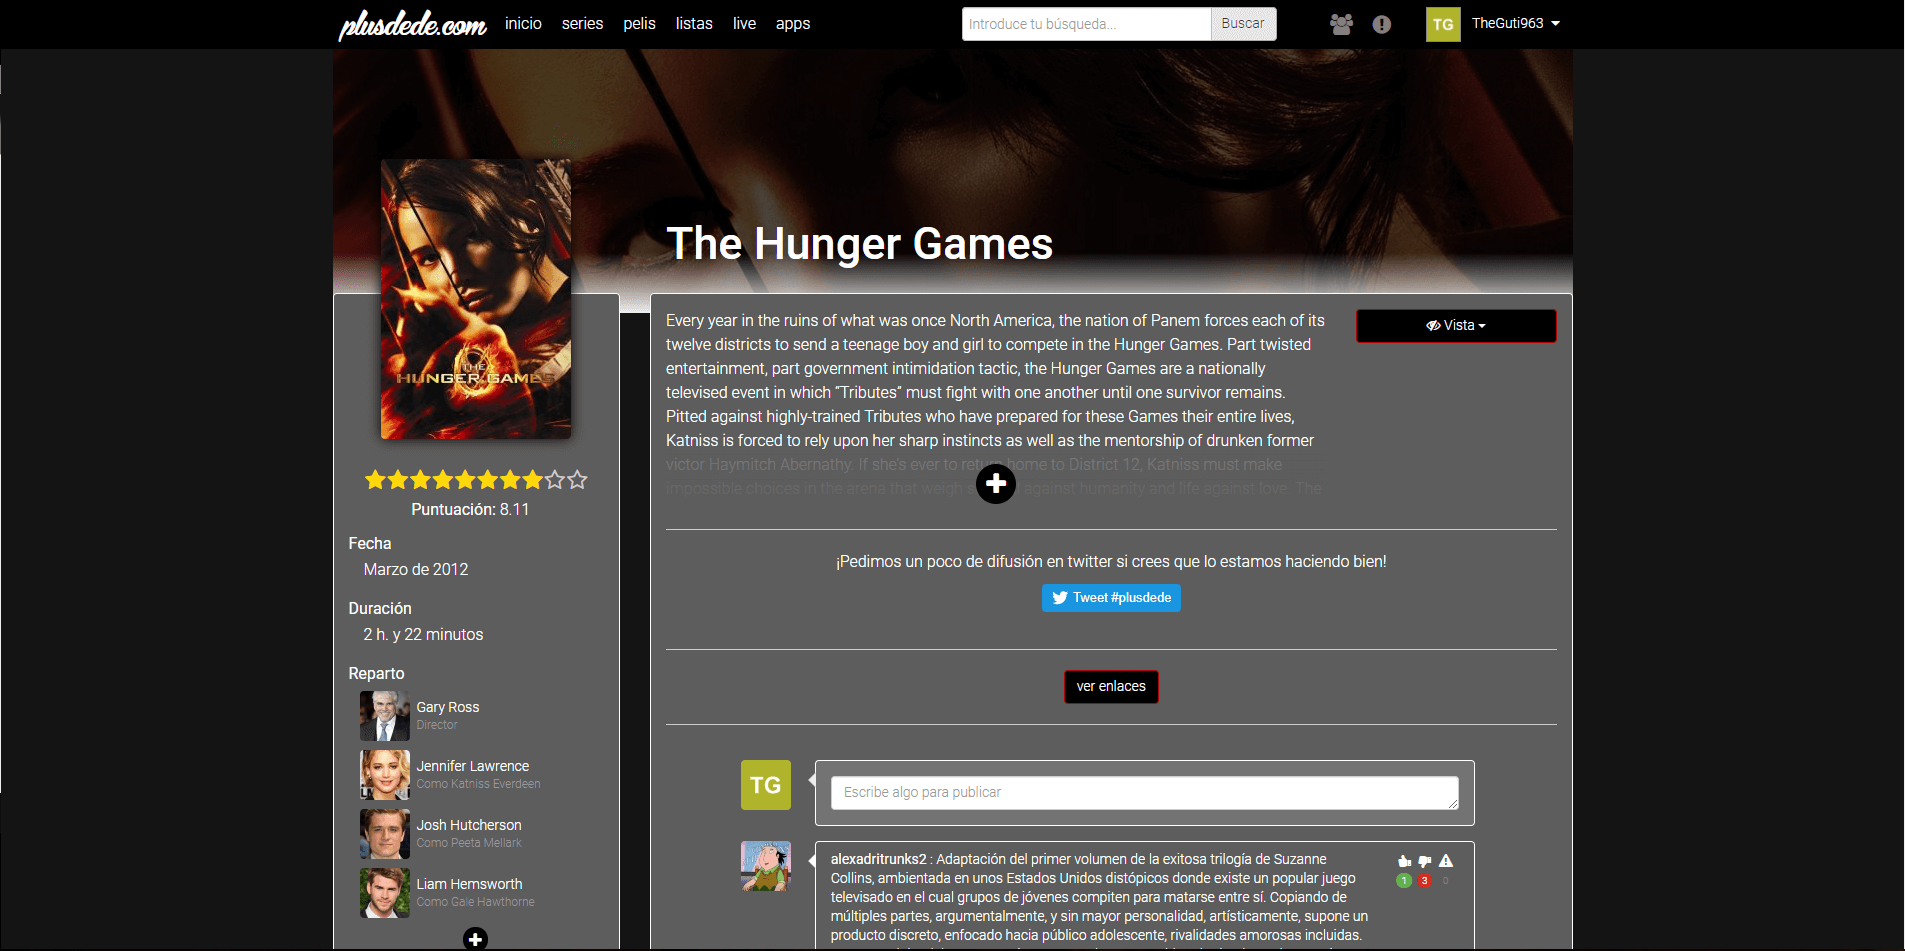 plusdede.com inicio series pelis listas live apps Introduce tu búsqueda... Buscar TG TheGuti963
The Hunger Games
THE
HUNGER GAMES
Puntuación: 8.11
Fecha
Marzo de 2012
Duración
2 h. y 22 minutos
Reparto
Gary Ross
Director
Jennifer Lawrence
Como Katniss Everdeen
Josh Hutcherson
Como Peeta Mellark
Liam Hemsworth
Como Gale Hawthorne
Every year in the ruins of what was once North America, the nation of Panem forces each of its
twelve districts to send a teenage boy and girl to compete in the Hunger Games. Part twisted
entertainment, part government intimidation tactic, the Hunger Games are a nationally
televised event in which “Tributes” must fight with one another until one survivor remains.
Pitted against highly-trained Tributes who have prepared for these Games their entire lives,
Katniss is forced to rely upon her sharp instincts as well as the mentorship of drunken former
victor Haymitch Abernathy. If she's ever to return home to District 12, Katniss must make
impossible choices in the arena that weigh against humanity and life against love. The
Vista
¡Pedimos un poco de difusión en twitter si crees que lo estamos haciendo bien!
Tweet #plusdede
ver enlaces
TG
Escribe algo para publicar
alexadritrunks2 : Adaptación del primer volumen de la exitosa trilogía de Suzanne
Collins, ambientada en unos Estados Unidos distópicos donde existe un popular juego
televisado en el cual grupos de jóvenes compiten para matarse entre sí. Copiando de
múltiples partes, argumentalmente, y sin mayor personalidad, artísticamente, supone un
producto discreto, enfocado hacia público adolescente, rivalidades amorosas incluidas.
1 3 0